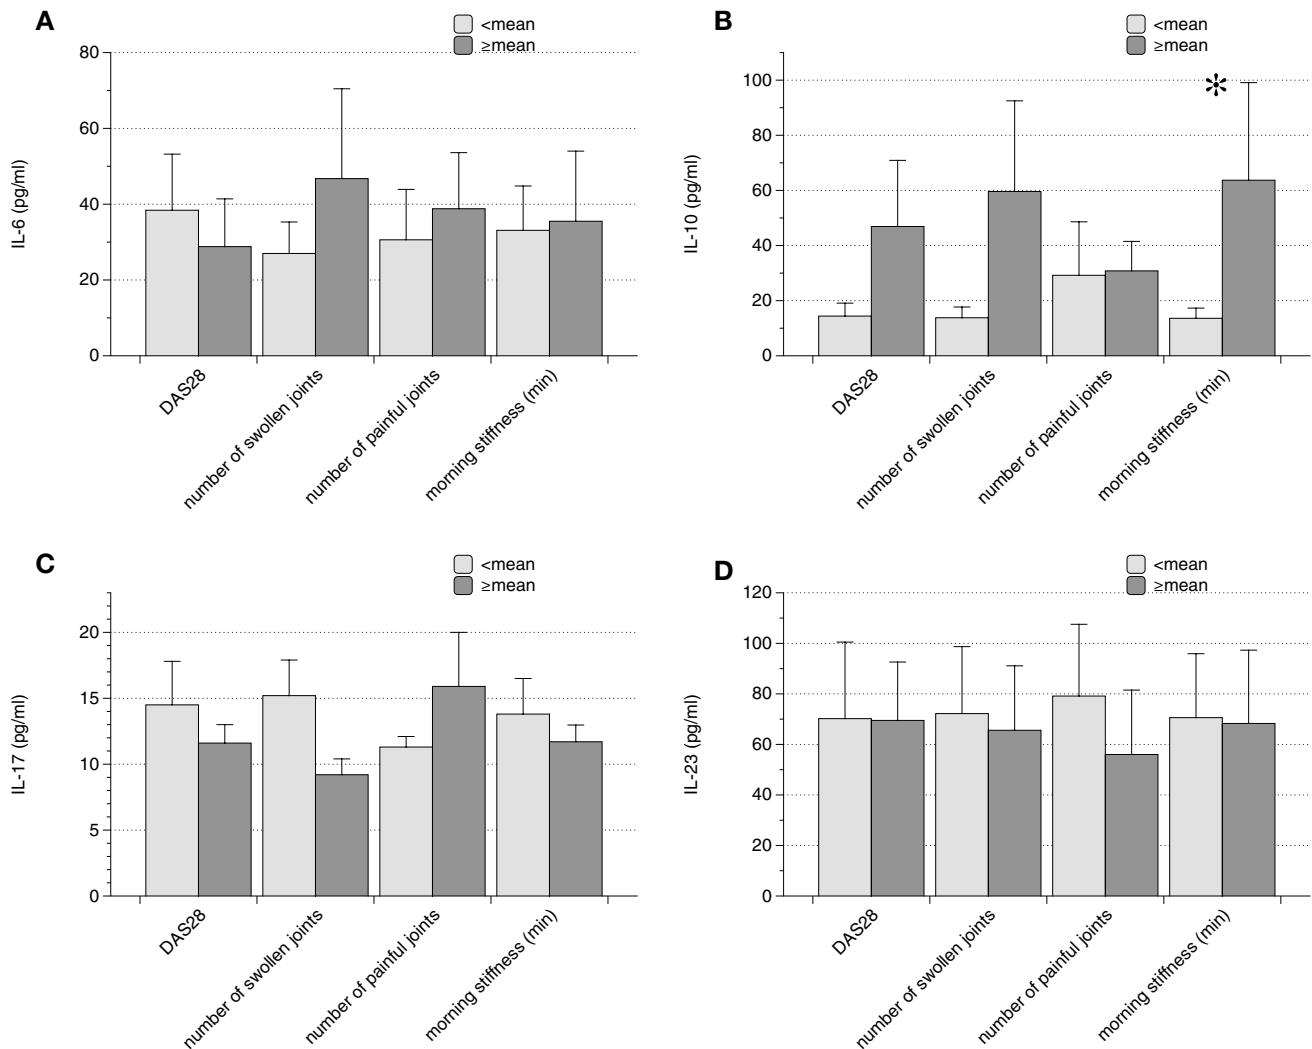 A
<mean
≥mean
80
60
40
20
0
IL-6 (pg/ml)
DAS28
number of swollen joints
number of painful joints
morning stiffness (min)
B
<mean
≥mean
100
80
60
40
20
0
IL-10 (pg/ml)
*
DAS28
number of swollen joints
number of painful joints
morning stiffness (min)
C
<mean
≥mean
20
15
10
5
0
IL-17 (pg/ml)
DAS28
number of swollen joints
number of painful joints
morning stiffness (min)
D
<mean
≥mean
120
100
80
60
40
20
0
IL-23 (pg/ml)
DAS28
number of swollen joints
number of painful joints
morning stiffness (min)